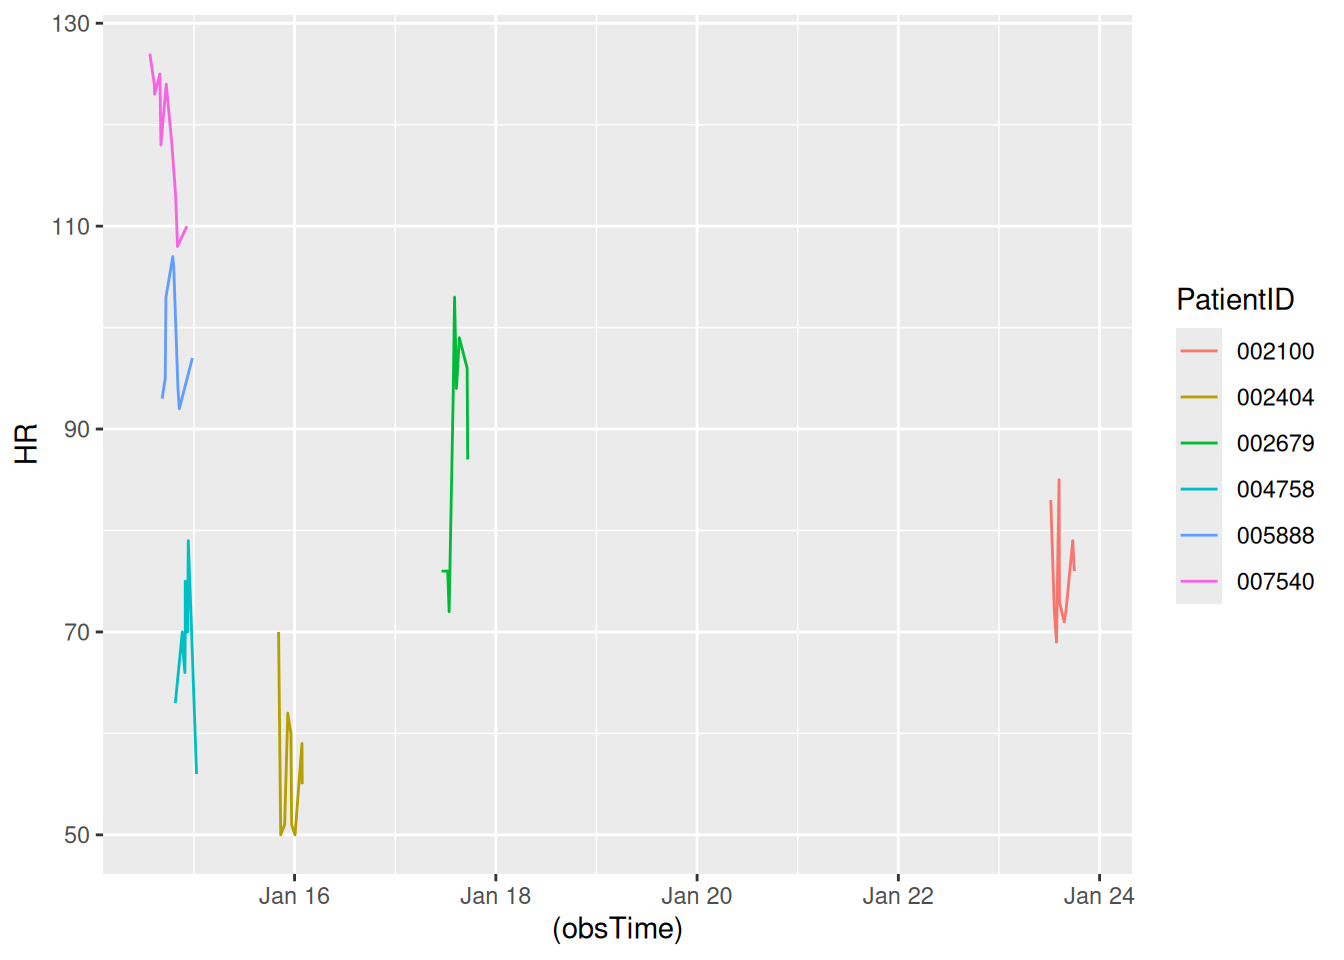 130
110
90
70
50
HR
Jan 16
Jan 18
Jan 20
Jan 22
Jan 24
(obsTime)
PatientID
002100
002404
002679
004758
005888
007540